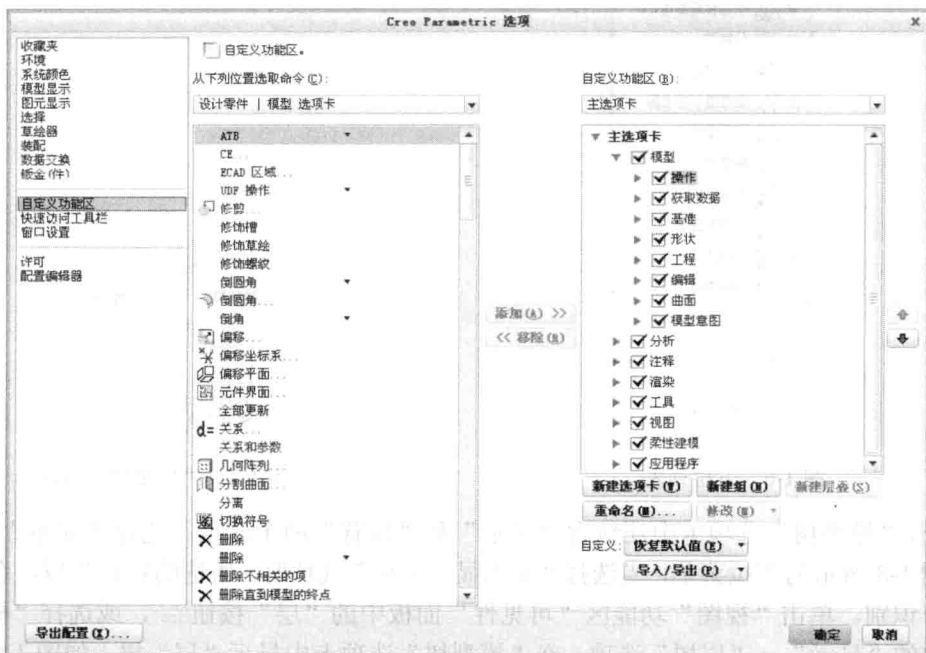 Creo Parametric 选项
收藏夹
环境
系统颜色
模型显示
图元显示
选择
草绘器
装配
数据交换
钣金(件)
自定义功能区
快速访问工具栏
窗口设置
许可
配置编辑器
自定义功能区。
从下列位置选取命令(C):
设计零件 | 模型 选项卡
ATB
CE...
ECAD 区域...
UDF 操作
修剪...
修饰槽
修饰草绘
修饰螺纹
倒圆角
倒圆角...
倒角
偏移...
偏移坐标系...
偏移平面...
元件界面...
全部更新
d= 关系...
关系和参数
几何阵列...
分割曲面...
分离
切换符号
删除
删除
删除不相关的项
删除直到模型的终点
添加(A) >>
<< 移除(R)
自定义功能区(B):
主选项卡
主选项卡
模型
操作
获取数据
基准
形状
工程
编辑
曲面
模型意图
分析
注释
渲染
工具
视图
柔性建模
应用程序
新建选项卡(W) 新建组(N) 新建层叠(S)
重命名(M)... 修改(N)
自定义: 恢复默认值(E)
导入/导出(P)
导出配置(X)... 确定 取消